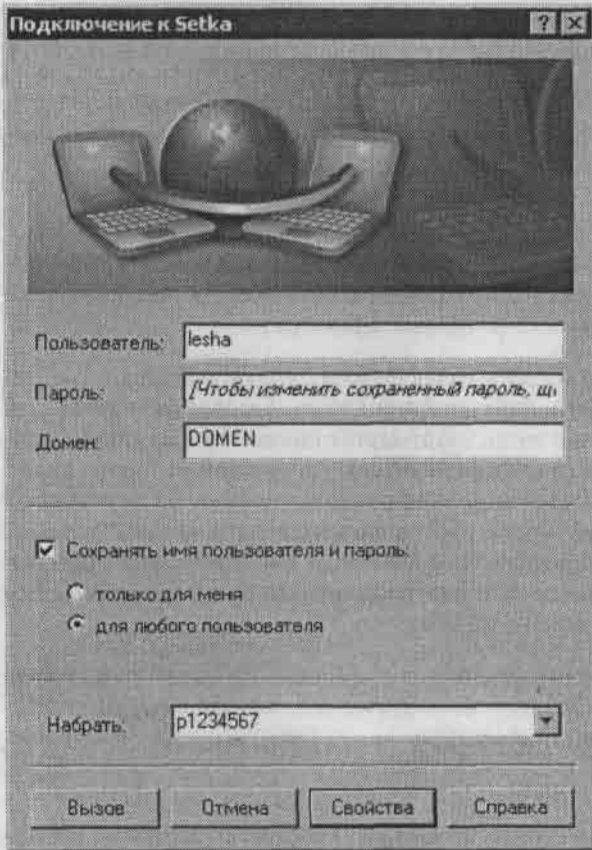 Подключение к Setka
Пользователь: lesha
Пароль: [Чтобы изменить сохраненный пароль, щ
Домен: DOMEN
Сохранять имя пользователя и пароль:
только для меня
для любого пользователя
Набрать: p1234567
Вызов Отмена Свойства Справка